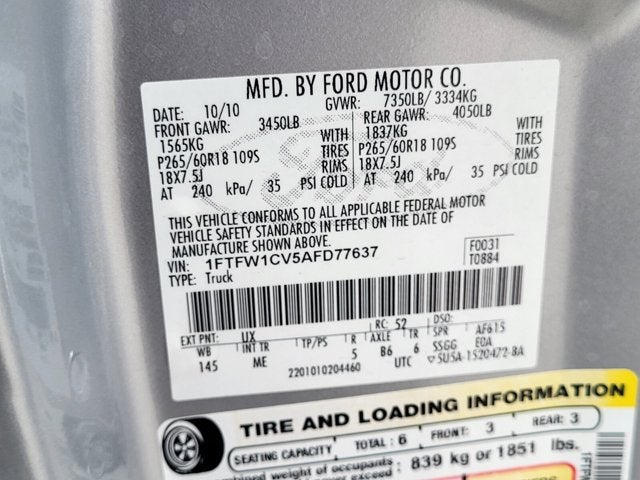 MFD. BY FORD MOTOR CO.
DATE: 10/10 GVWR: 7350LB/ 3334KG
FRONT GAWR: 3450LB REAR GAWR: 4050LB
1565KG WITH 1837KG WITH
P265/60R18 109S TIRES P265/60R18 109S TIRES
18X7.5J RIMS 18X7.5J RIMS
AT 240 kPa/ 35 PSI COLD AT 240 kPa/ 35 PSI COLD
THIS VEHICLE CONFORMS TO ALL APPLICABLE FEDERAL MOTOR
VEHICLE SAFETY STANDARDS IN EFFECT ON THE DATE OF
MANUFACTURE SHOWN ABOVE.
VIN: 1FTFW1CV5AFD77637 F0031
TYPE: Truck T0884
EXT PNT: UX RC: 52 DSO:
WB INT TR TP/PS R AXLE TR SPR AF615
145 ME 5 B6 6 SSGG EOA
2201010204460 UTC ▽5U5A-1520472-BA
TIRE AND LOADING INFORMATION
SEATING CAPACITY TOTAL: 6 FRONT: 3 REAR: 3
weight of occupants 839 kg or 1851 lbs.